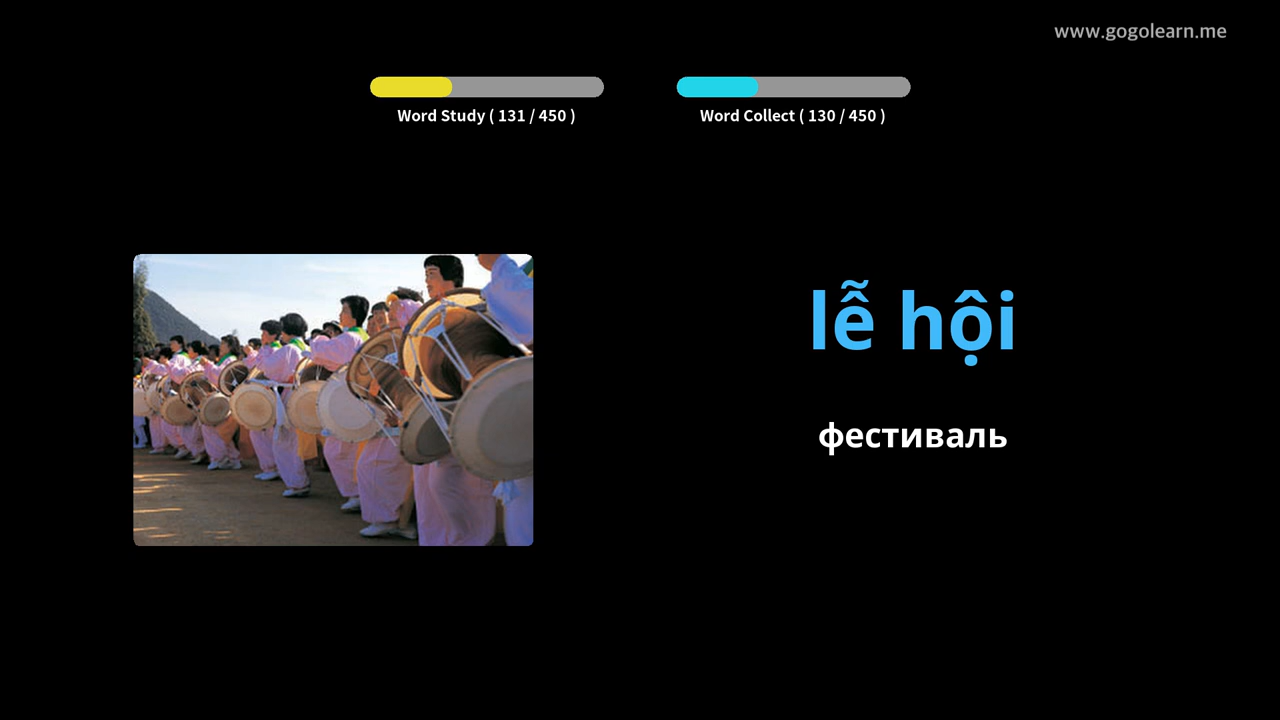 www.gogolearn.me
Word Study ( 131 / 450 )
Word Collect ( 130 / 450 )
lễ hội
фестиваль